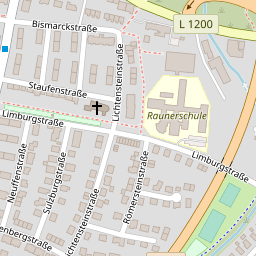 Bismarckstraße
L 1200
Lichtensteinstraße
Staufenstraße
Limburgstraße
Raunerschule
Limburgstraße
Neuffenstraße
Sulzburgstraße
Lichtensteinstraße
Römersteinstraße